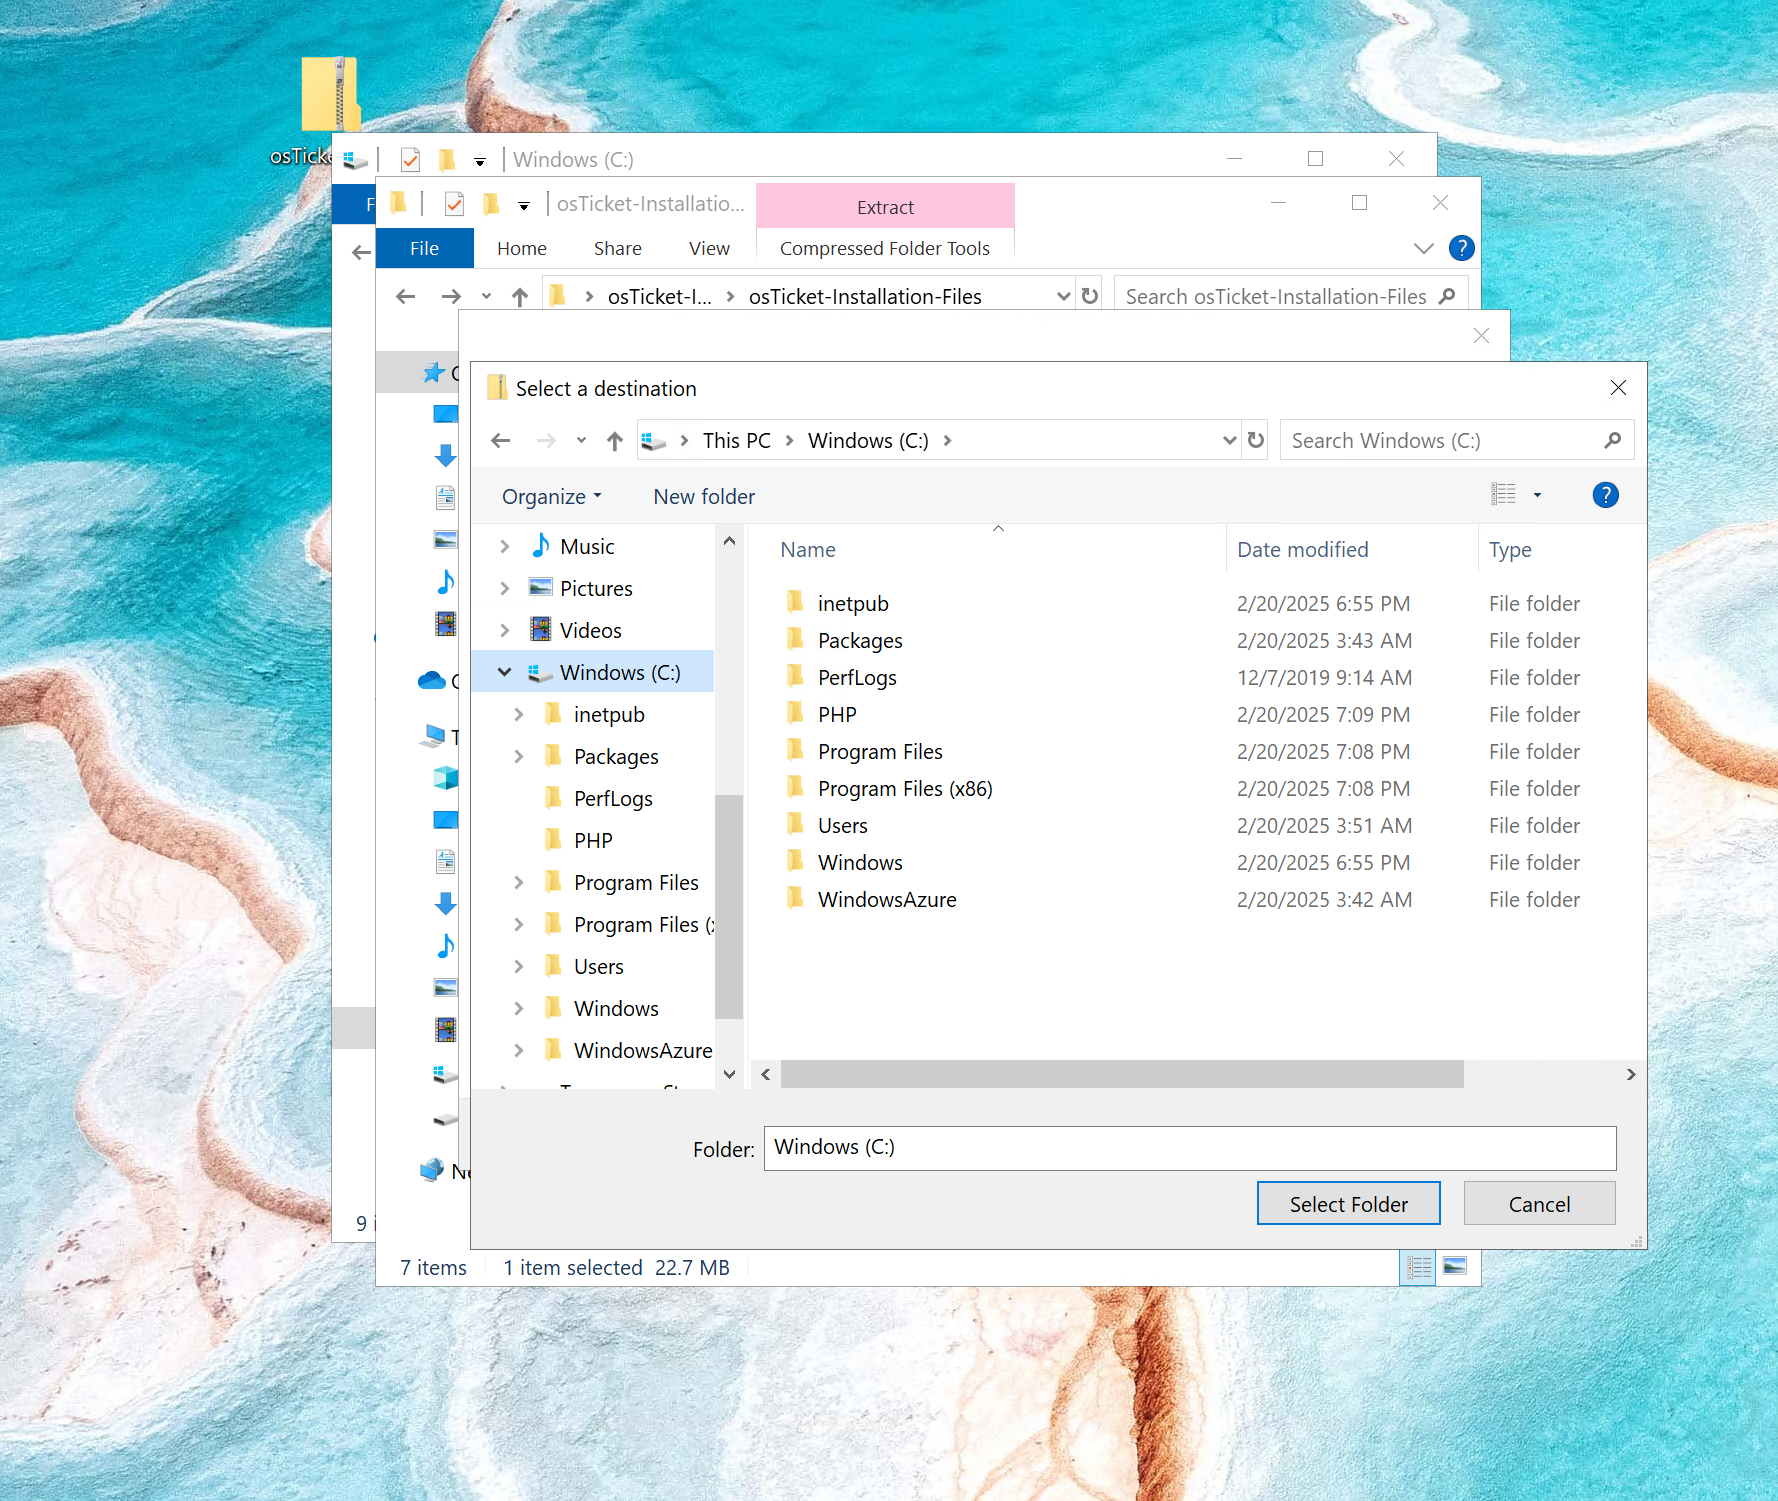 osTicke
Windows (C:)
F
osTicket-Installatio...
Extract
File
Home
Share
View
Compressed Folder Tools
?
osTicket-I...
osTicket-Installation-Files
Search osTicket-Installation-Files
Select a destination
This PC
Windows (C:)
Search Windows (C:)
Organize
New folder
?
Music
Pictures
Videos
Windows (C:)
inetpub
Packages
PerfLogs
PHP
Program Files
Program Files (x
Users
Windows
WindowsAzure
Name
Date modified
Type
inetpub 2/20/2025 6:55 PM File folder
Packages 2/20/2025 3:43 AM File folder
PerfLogs 12/7/2019 9:14 AM File folder
PHP 2/20/2025 7:09 PM File folder
Program Files 2/20/2025 7:08 PM File folder
Program Files (x86) 2/20/2025 7:08 PM File folder
Users 2/20/2025 3:51 AM File folder
Windows 2/20/2025 6:55 PM File folder
WindowsAzure 2/20/2025 3:42 AM File folder
Folder: Windows (C:)
Select Folder
Cancel
Ne
9 i
7 items
1 item selected 22.7 MB